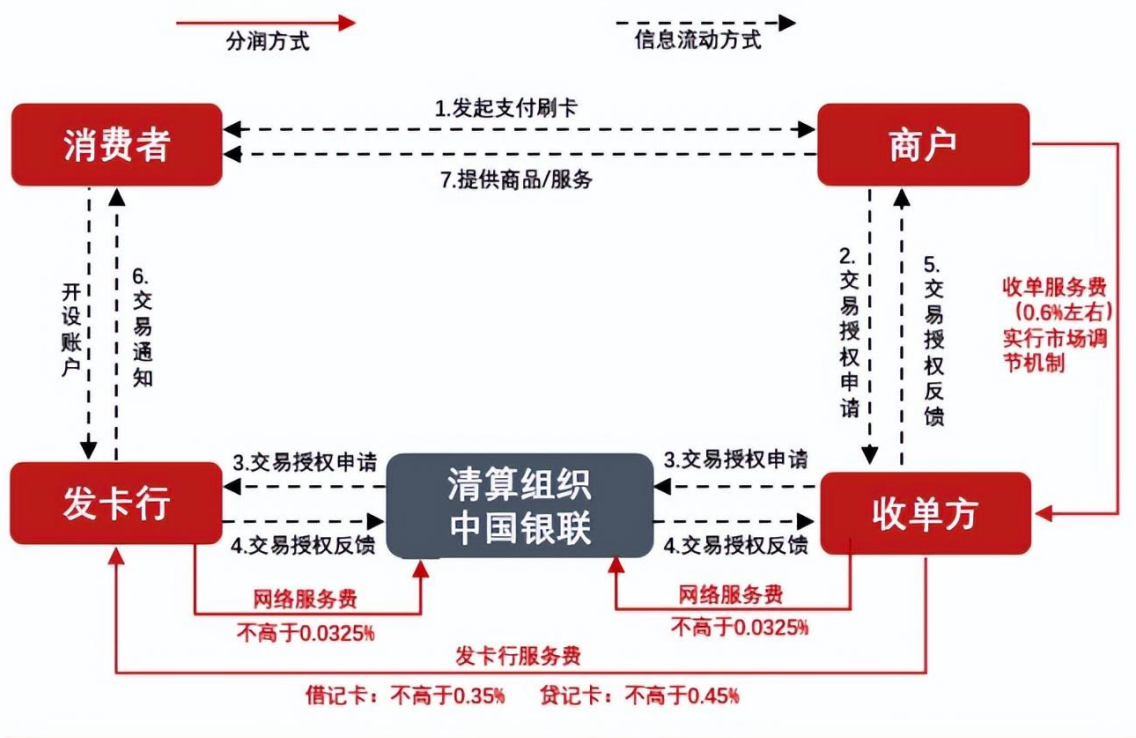 分润方式
信息流动方式
1.发起支付刷卡
消费者
商户
7.提供商品/服务
开设账户
6.交易通知
2.交易授权申请
5.交易授权反馈
收单服务费
（0.6%左右）
实行市场调
节机制
3.交易授权申请
3.交易授权申请
发卡行
清算组织
中国银联
收单方
4.交易授权反馈
4.交易授权反馈
网络服务费
不高于0.0325%
网络服务费
不高于0.0325%
发卡行服务费
借记卡：不高于0.35% 贷记卡：不高于0.45%